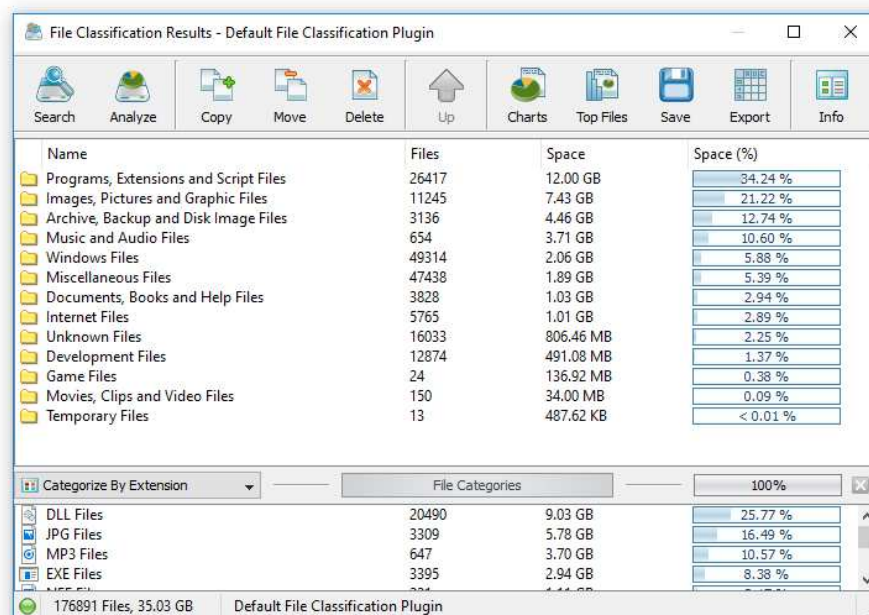 File Classification Results - Default File Classification Plugin
Search Analyze Copy Move Delete Up Charts Top Files Save Export Info
Name Files Space Space (%)
Programs, Extensions and Script Files 26417 12.00 GB 34.24 %
Images, Pictures and Graphic Files 11245 7.43 GB 21.22 %
Archive, Backup and Disk Image Files 3136 4.46 GB 12.74 %
Music and Audio Files 654 3.71 GB 10.60 %
Windows Files 49314 2.06 GB 5.88 %
Miscellaneous Files 47438 1.89 GB 5.39 %
Documents, Books and Help Files 3828 1.03 GB 2.94 %
Internet Files 5765 1.01 GB 2.89 %
Unknown Files 16033 806.46 MB 2.25 %
Development Files 12874 491.08 MB 1.37 %
Game Files 24 136.92 MB 0.38 %
Movies, Clips and Video Files 150 34.00 MB 0.09 %
Temporary Files 13 487.62 KB < 0.01 %
Categorize By Extension File Categories 100%
DLL Files 20490 9.03 GB 25.77 %
JPG Files 3309 5.78 GB 16.49 %
MP3 Files 647 3.70 GB 10.57 %
EXE Files 3395 2.94 GB 8.38 %
176891 Files, 35.03 GB Default File Classification Plugin